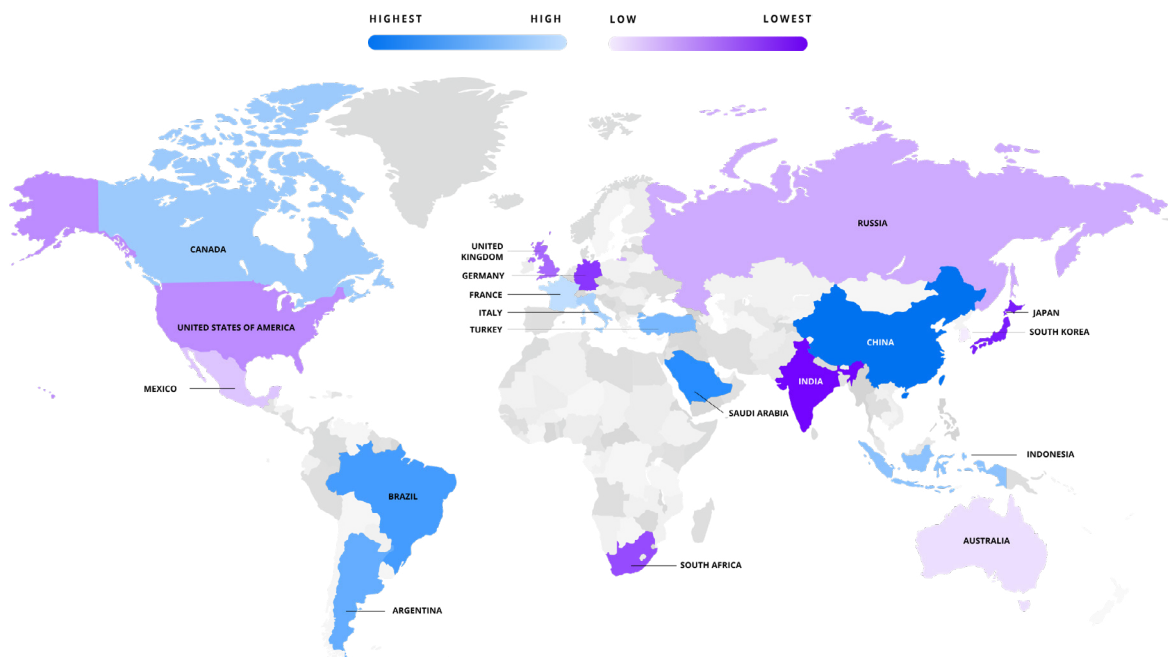 HIGHEST
HIGH
LOW
LOWEST
CANADA
UNITED STATES OF AMERICA
MEXICO
BRAZIL
ARGENTINA
UNITED
KINGDOM
GERMANY
FRANCE
ITALY
TURKEY
RUSSIA
CHINA
JAPAN
SOUTH KOREA
INDIA
SAUDI ARABIA
INDONESIA
AUSTRALIA
SOUTH AFRICA